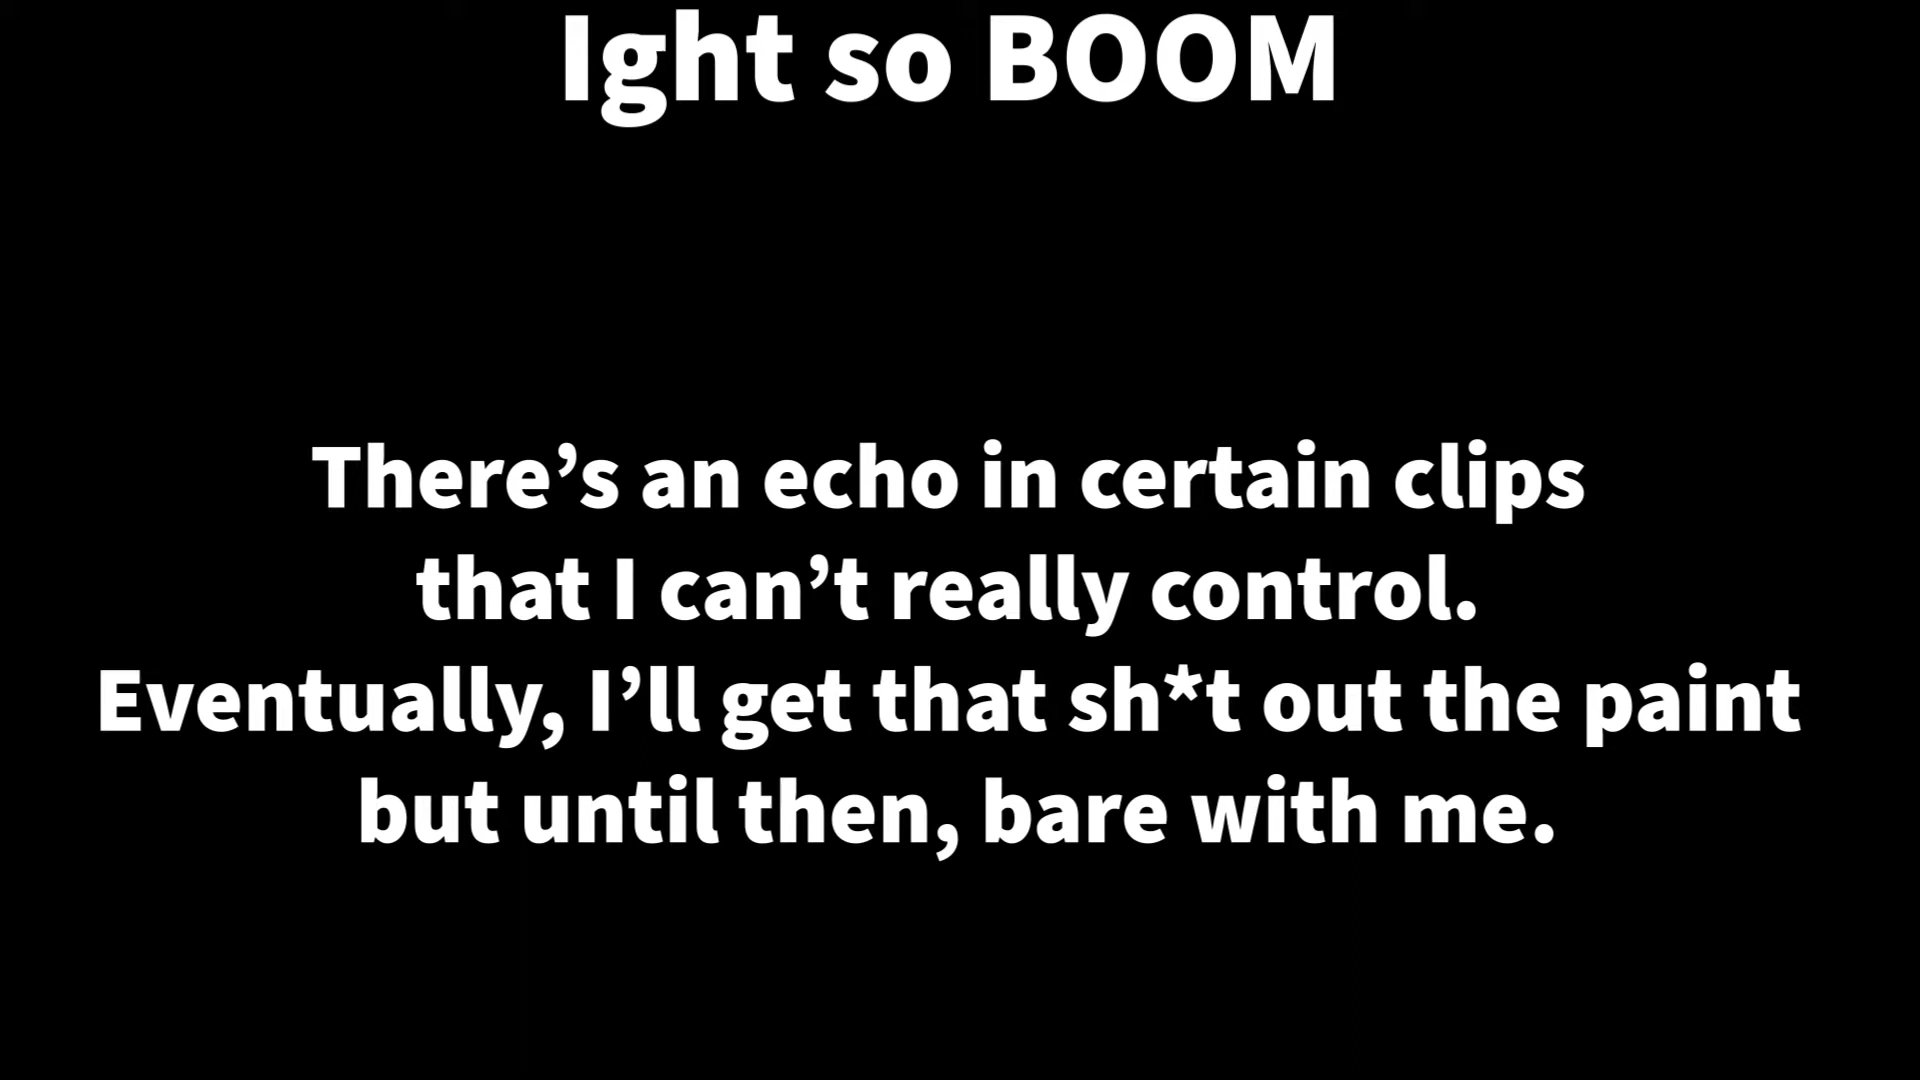 Ight so BOOM
There’s an echo in certain clips
that I can’t really control.
Eventually, I’ll get that sh*t out the paint
but until then, bare with me.